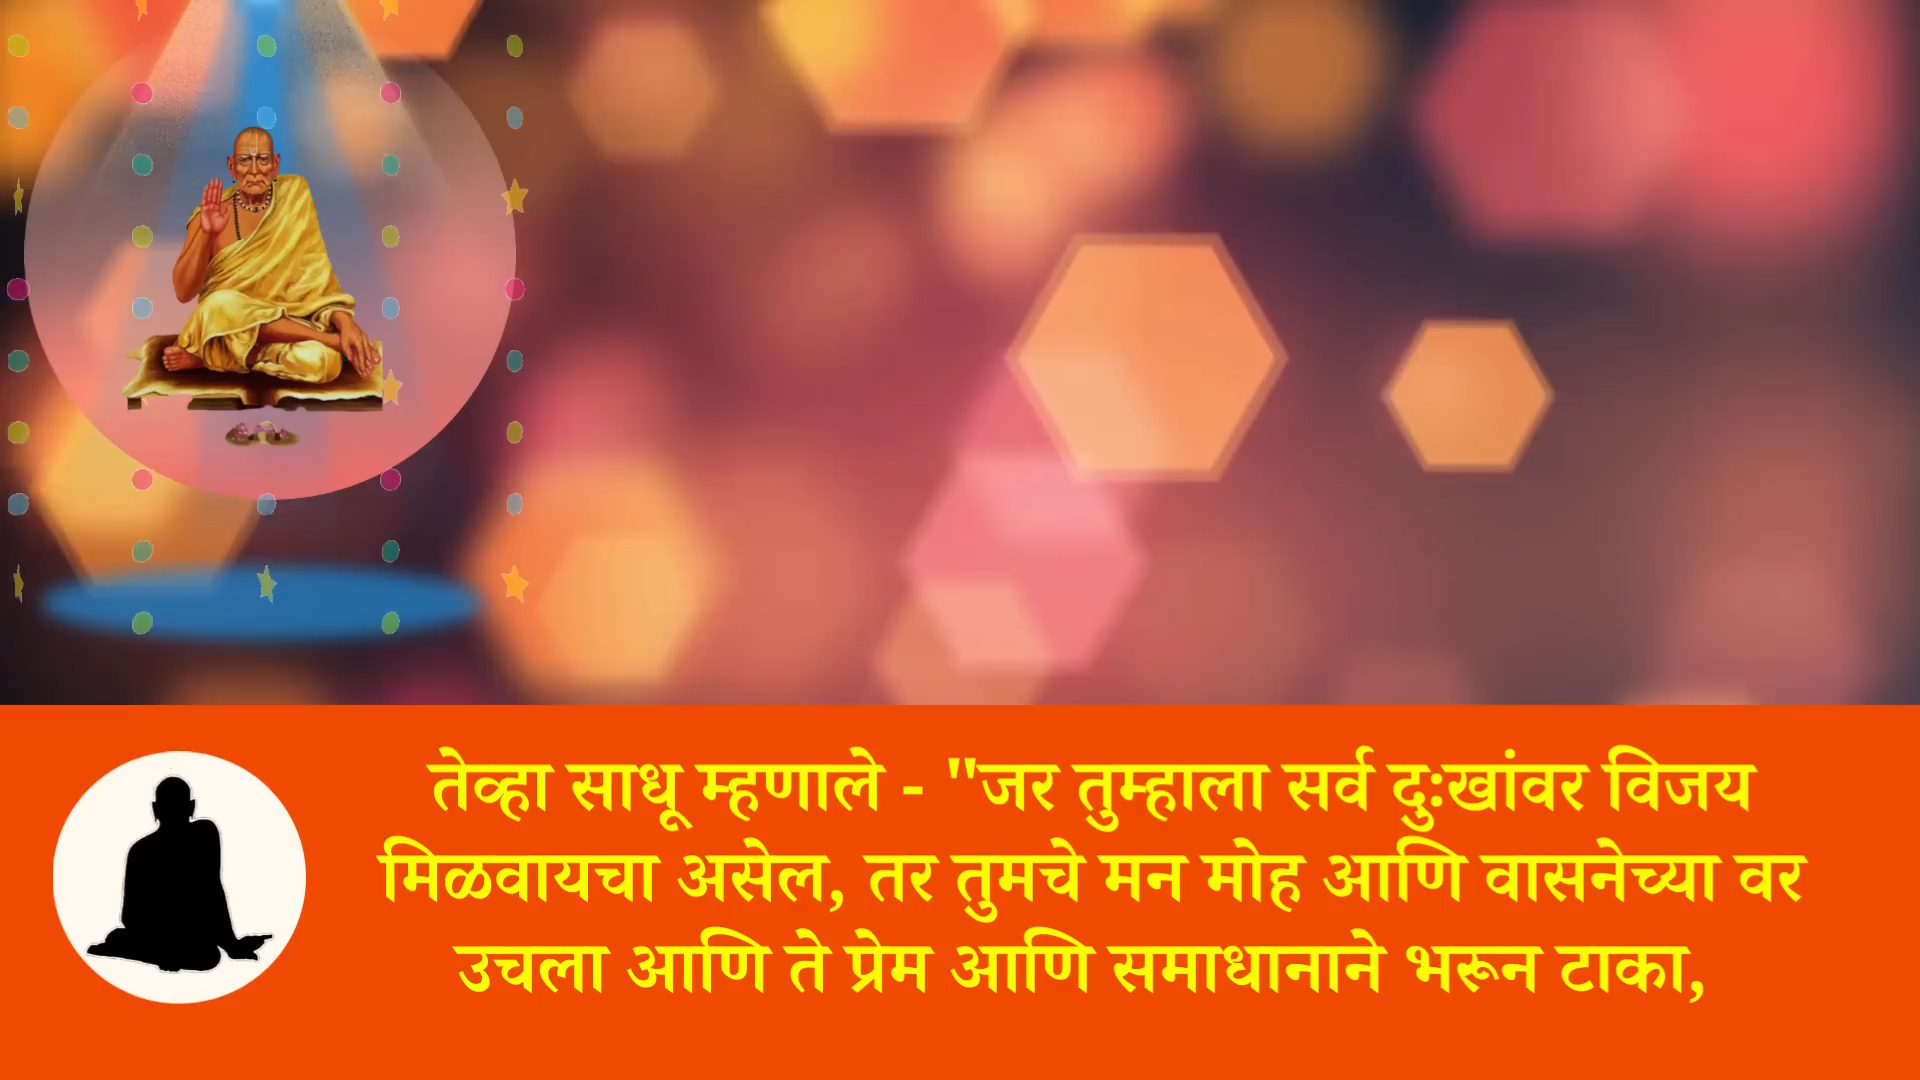 तेव्हा साधू म्हणाले - "जर तुम्हाला सर्व दुःखांवर विजय
मिळवायचा असेल, तर तुमचे मन मोह आणि वासनेच्या वर
उचला आणि ते प्रेम आणि समाधानाने भरून टाका,